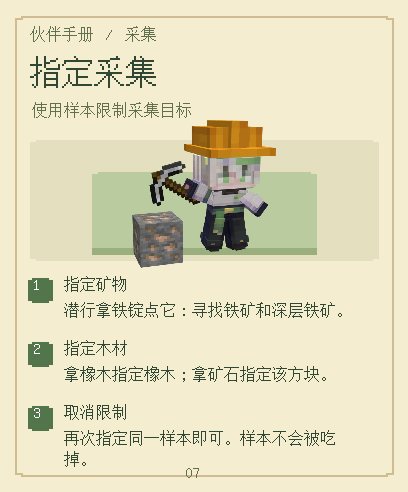 伙伴手册 / 采集
指定采集
使用样本限制采集目标
1 指定矿物
潜行拿铁锭点它：寻找铁矿和深层铁矿。
2 指定木材
拿橡木指定橡木；拿矿石指定该方块。
3 取消限制
再次指定同一样本即可。样本不会被吃
掉。
07